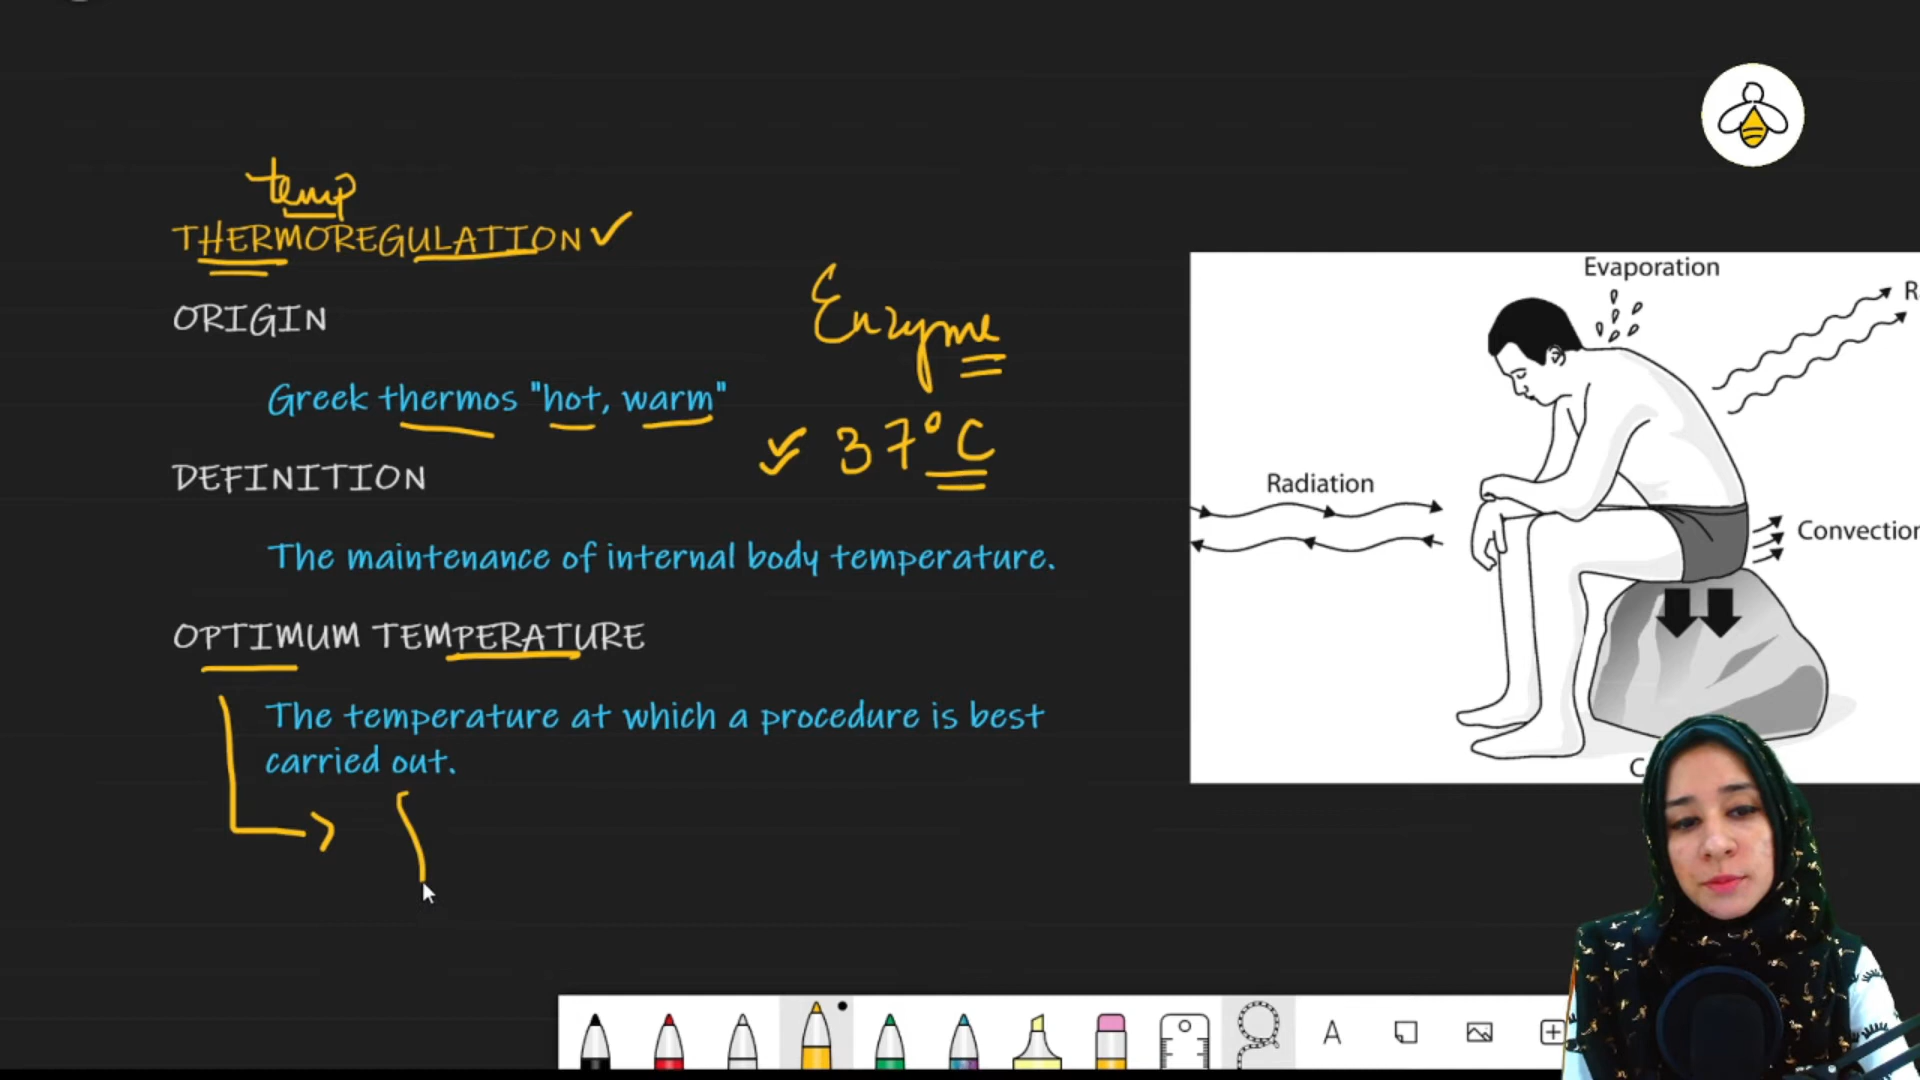 temp
THERMOREGULATION
ORIGIN
Greek thermos "hot, warm"
DEFINITION
The maintenance of internal body temperature.
OPTIMUM TEMPERATURE
The temperature at which a procedure is best
carried out.
Enzyme
37°C
Evaporation
R
Radiation
Convection
C
A